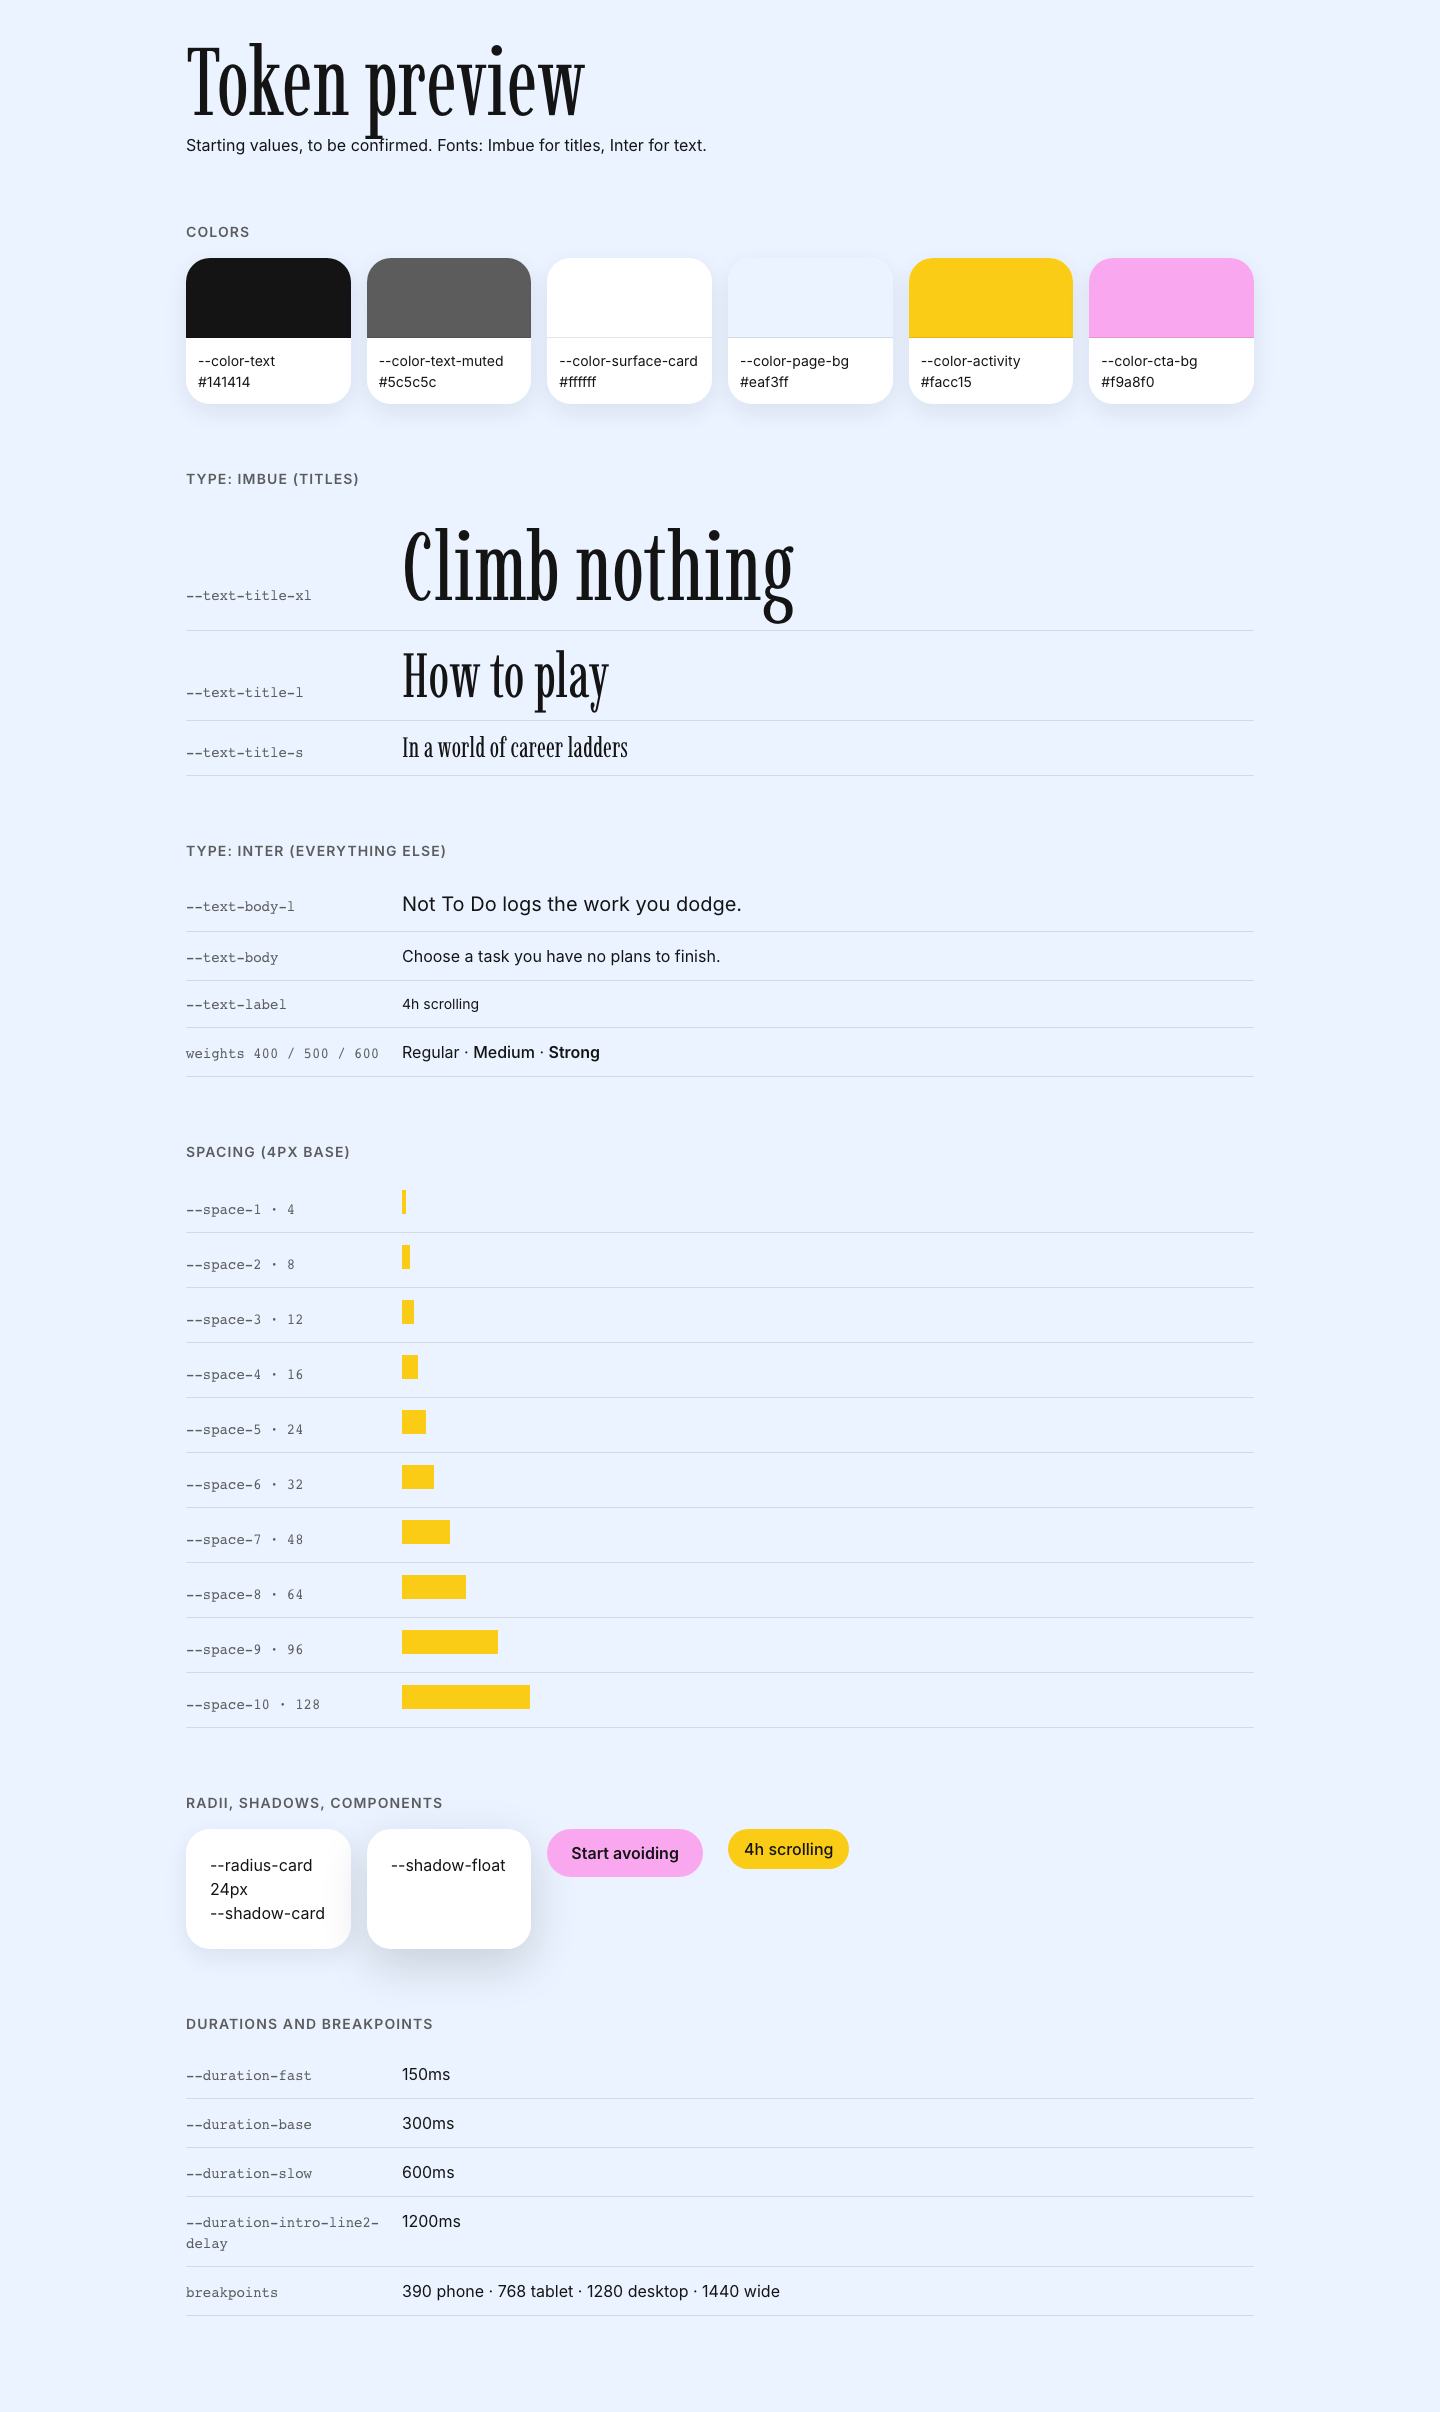 Token preview
Starting values, to be confirmed. Fonts: Imbue for titles, Inter for text.
COLORS
--color-text
#141414
--color-text-muted
#5c5c5c
--color-surface-card
#ffffff
--color-page-bg
#eaf3ff
--color-activity
#facc15
--color-cta-bg
#f9a8f0
TYPE: IMBUE (TITLES)
--text-title-xl Climb nothing
--text-title-l How to play
--text-title-s In a world of career ladders
TYPE: INTER (EVERYTHING ELSE)
--text-body-l Not To Do logs the work you dodge.
--text-body Choose a task you have no plans to finish.
--text-label 4h scrolling
weights 400 / 500 / 600 Regular · Medium · Strong
SPACING (4PX BASE)
--space-1 · 4
--space-2 · 8
--space-3 · 12
--space-4 · 16
--space-5 · 24
--space-6 · 32
--space-7 · 48
--space-8 · 64
--space-9 · 96
--space-10 · 128
RADII, SHADOWS, COMPONENTS
--radius-card
24px
--shadow-card
--shadow-float
Start avoiding
4h scrolling
DURATIONS AND BREAKPOINTS
--duration-fast 150ms
--duration-base 300ms
--duration-slow 600ms
--duration-intro-line2- 1200ms
delay
breakpoints 390 phone · 768 tablet · 1280 desktop · 1440 wide